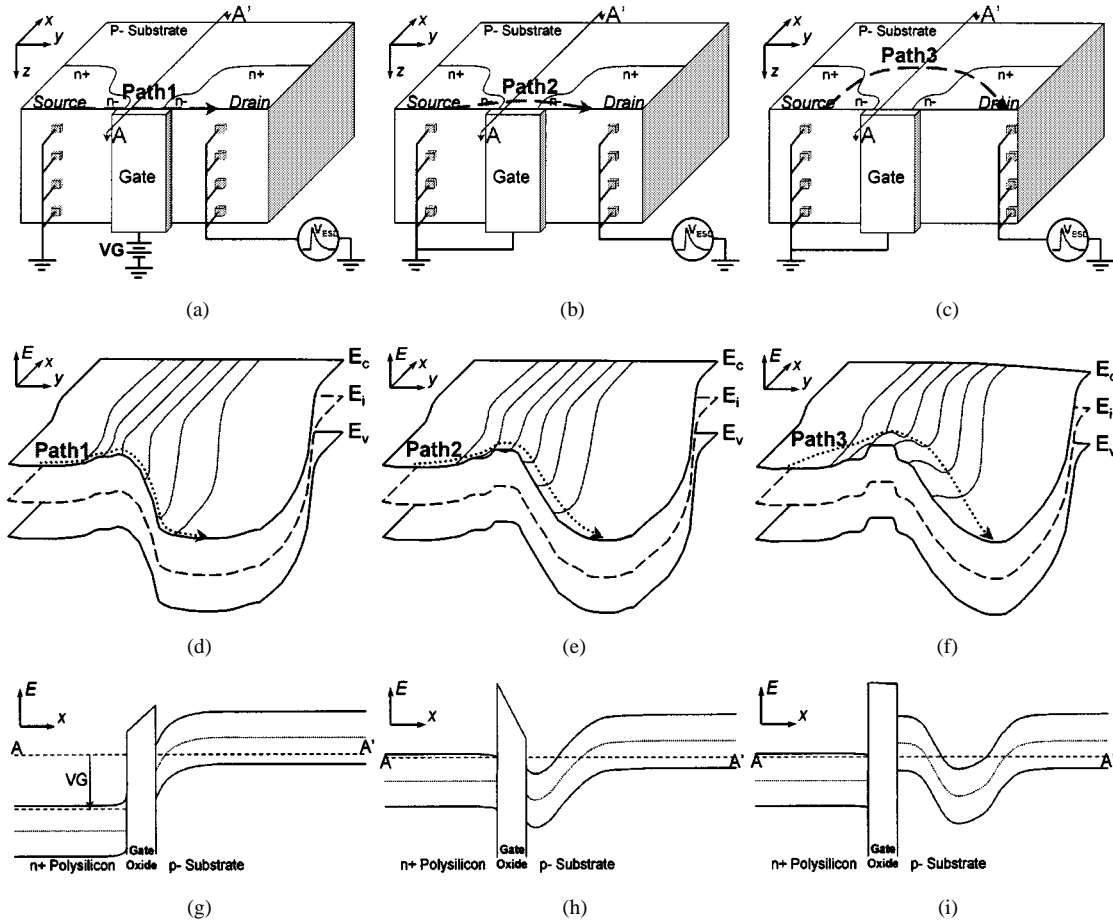 x
y
z
A'
P- Substrate
n+
n+
Path1
Source
n-
n-
Drain
A
Gate
VG
VESD
(a)
x
y
z
A'
P- Substrate
n+
n+
Path2
Source
n-
n-
Drain
A
Gate
VESD
(b)
x
y
z
A'
P- Substrate
n+
n+
Path3
Source
n-
n-
Drain
A
Gate
VESD
(c)
E
x
y
Ec
Ei
Ev
Path1
(d)
E
x
y
Ec
Ei
Ev
Path2
(e)
E
x
y
Ec
Ei
Ev
Path3
(f)
E
x
A
A'
VG
n+ Polysilicon
Gate
Oxide
p- Substrate
(g)
E
x
A
A'
n+ Polysilicon
Gate
Oxide
p- Substrate
(h)
E
x
A
A'
n+ Polysilicon
Gate
Oxide
p- Substrate
(i)